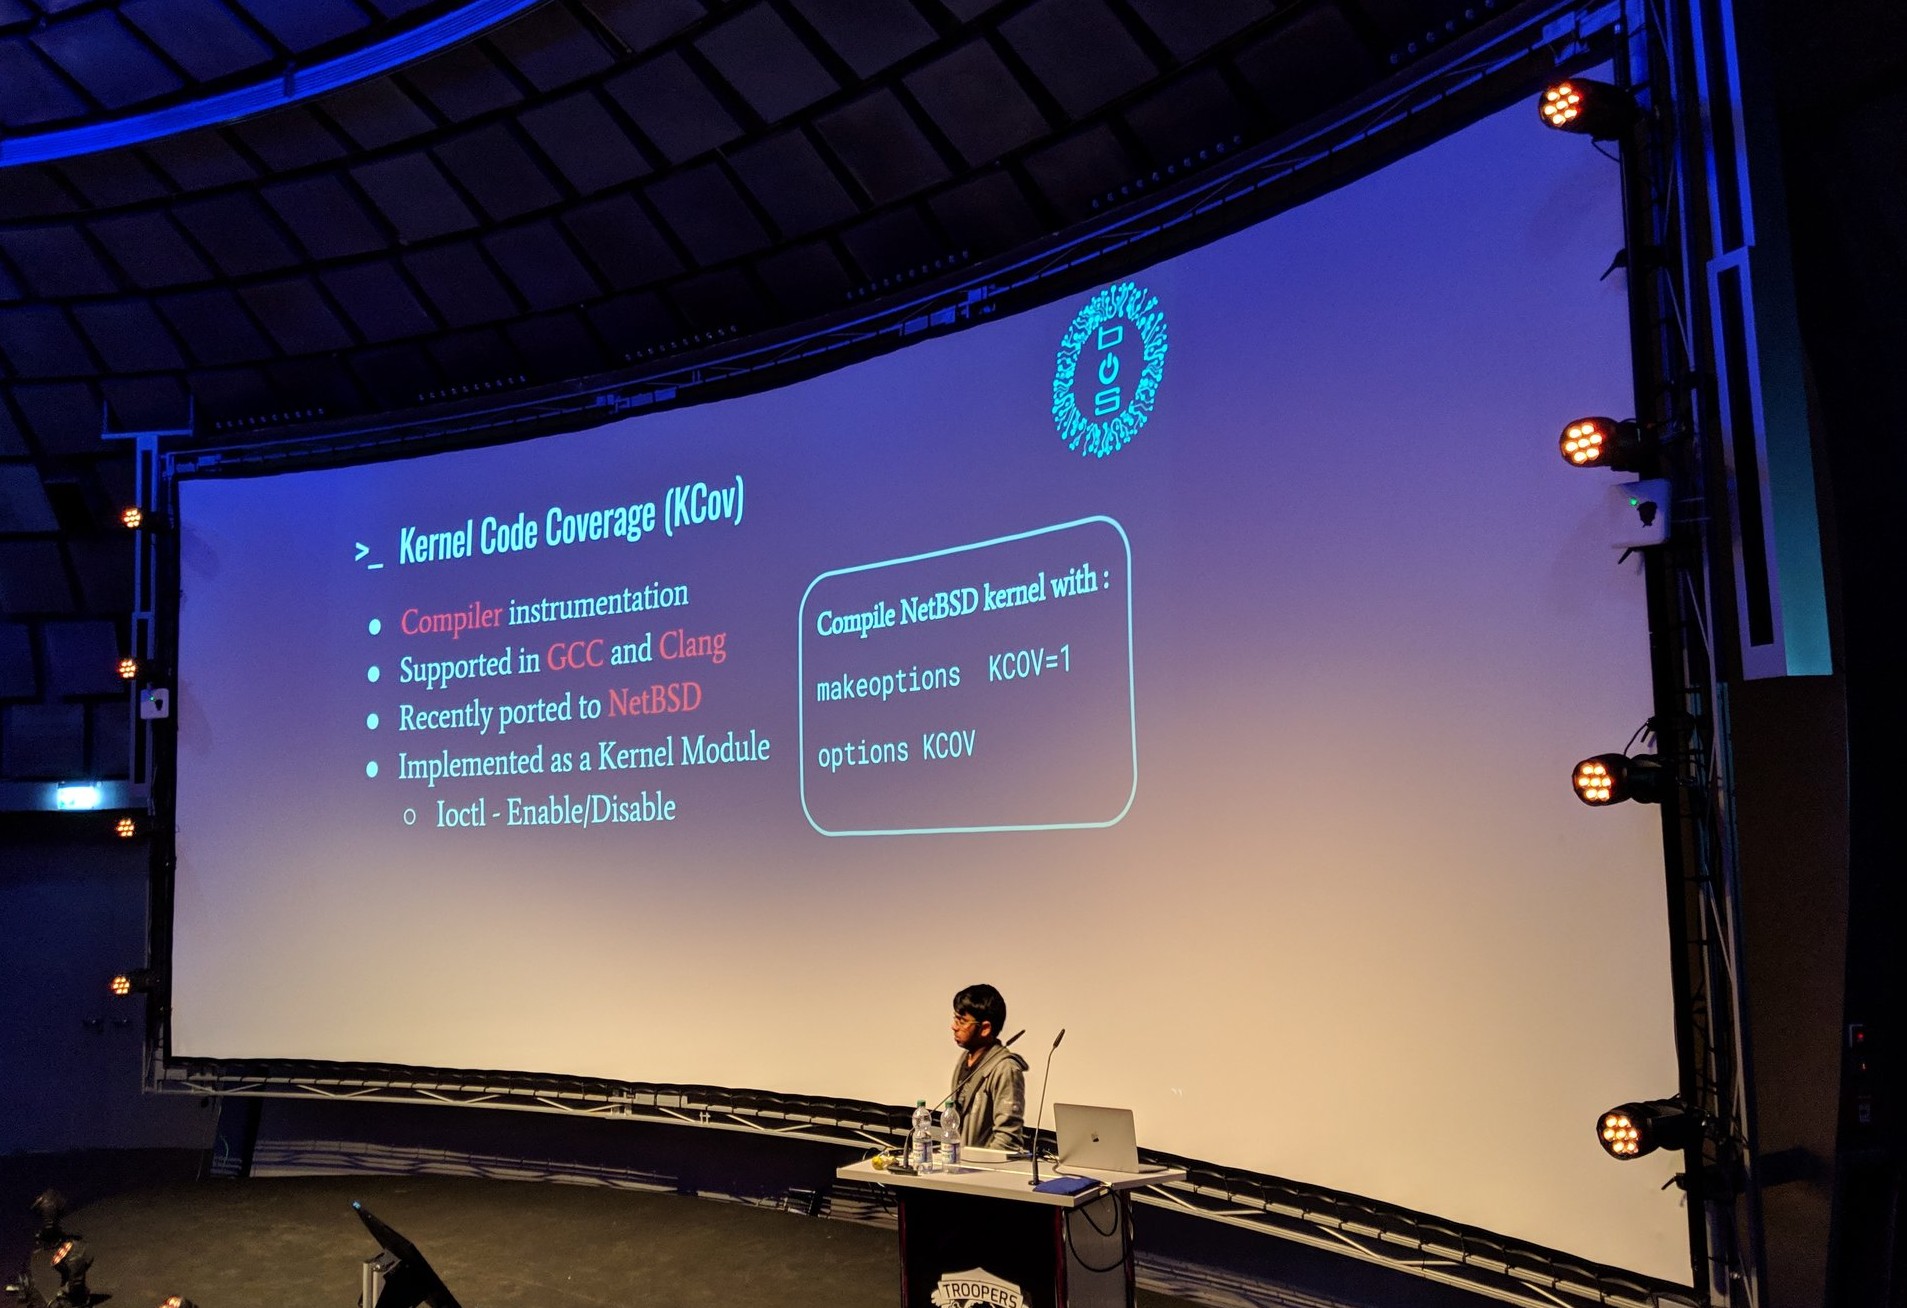 bos
>_ Kernel Code Coverage (KCov)
● Compiler instrumentation
● Supported in GCC and Clang
● Recently ported to NetBSD
● Implemented as a Kernel Module
○ Ioctl - Enable/Disable
Compile NetBSD kernel with :
makeoptions KCOV=1
options KCOV
TROOPERS